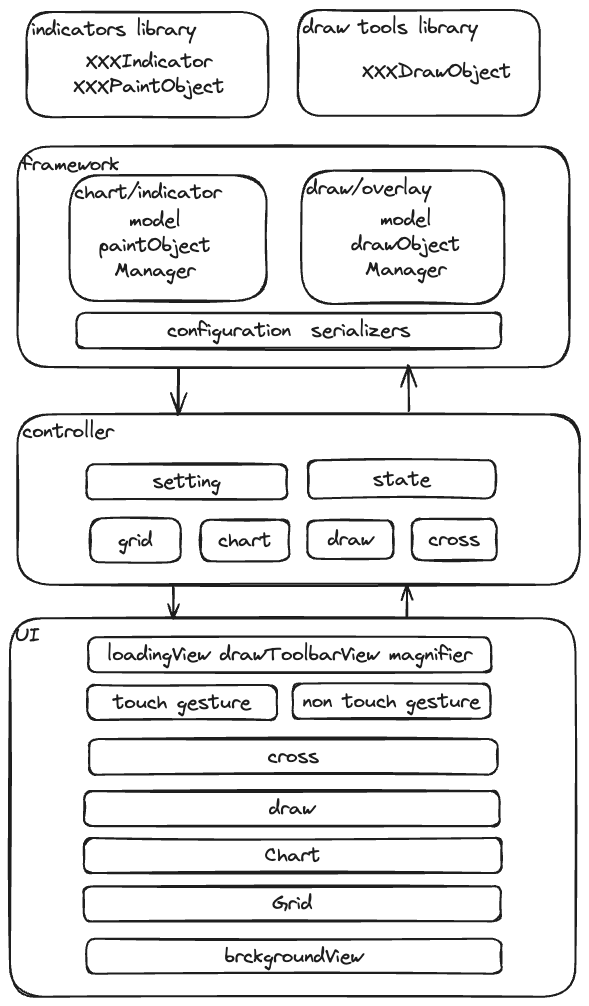 indicators library
XXXIndicator
XXXPaintObject
draw tools library
XXXDrawObject
framework
chart/indicator
model
paintObject
Manager
draw/overlay
model
drawObject
Manager
configuration serializers
controller
setting
state
grid
chart
draw
cross
UI
loadingView drawToolbarView magnifier
touch gesture
non touch gesture
cross
draw
Chart
Grid
brckgroundView